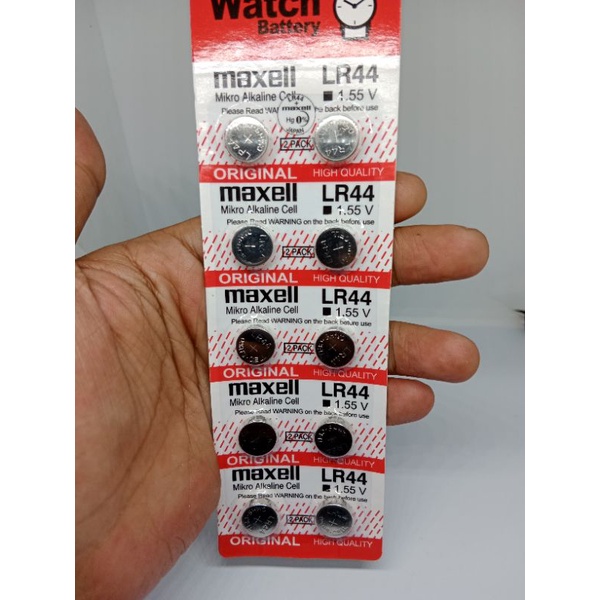 Watch
Battery
maxell LR44
Mikro Alkaline Cell 1.55 V
Please Read WAR he back before use
maxell
Hg 0%
2-PACK
ORIGINAL HIGH QUALITY
maxell LR44
Mikro Alkaline Cell 1.55 V
Please Read WARNING on the back before use
2-PACK
ORIGINAL HIGH QUALITY
maxell LR44
Mikro Alkaline Cell 1.55 V
Please Read WARNING on the back before use
2-PACK
ORIGINAL HIGH QUALITY
maxell LR44
Mikro Alkaline Cell 1.55 V
Please Read WARNING on the back before use
2-PACK
ORIGINAL HIGH QUALITY
maxell LR44
Mikro Alkaline Cell 1.55 V
Please Read WARNING on the back before use
2-PACK
ORIGINAL HIGH QUALITY